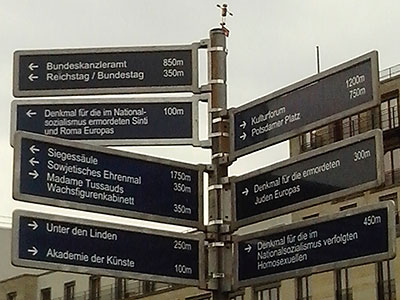 ← Bundeskanzleramt 850m
← Reichstag / Bundestag 350m
← Denkmal für die im National- 100m
sozialismus ermordeten Sinti
und Roma Europas
← Siegessäule 1750m
← Sowjetisches Ehrenmal 350m
→ Madame Tussauds
Wachsfigurenkabinett 350m
→ Unter den Linden 250m
→ Akademie der Künste 100m
↖ Kulturforum 1200m
→ Potsdamer Platz 750m
→ Denkmal für die ermordeten 300m
Juden Europas
→ Denkmal für die im 450m
Nationalsozialismus verfolgten
Homosexuellen